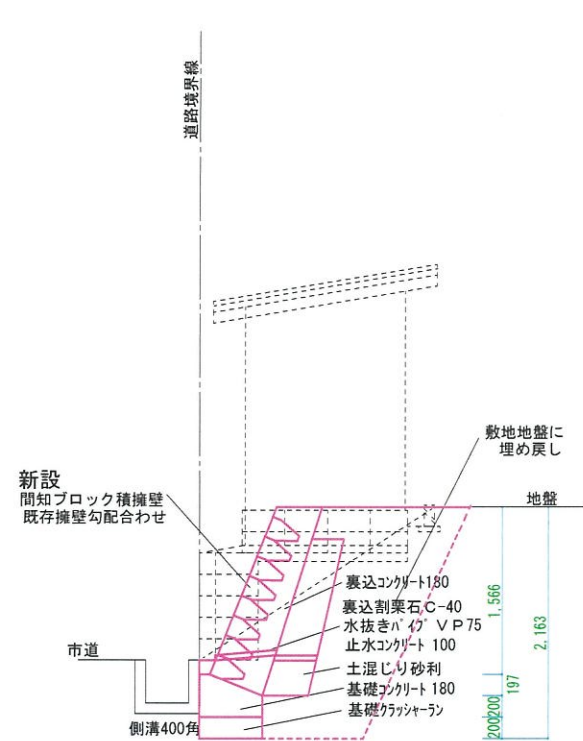 道路境界線
敷地地盤に
埋め戻し
新設
間知ブロック積擁壁
既存擁壁勾配合わせ
地盤
裏込コンクリート180
裏込割栗石C-40
水抜きパイプ VP75
止水コンクリート 100
市道
土混じり砂利
基礎コンクリート 180
基礎クラッシャーラン
側溝400角
1,566
2,163
197
200
200